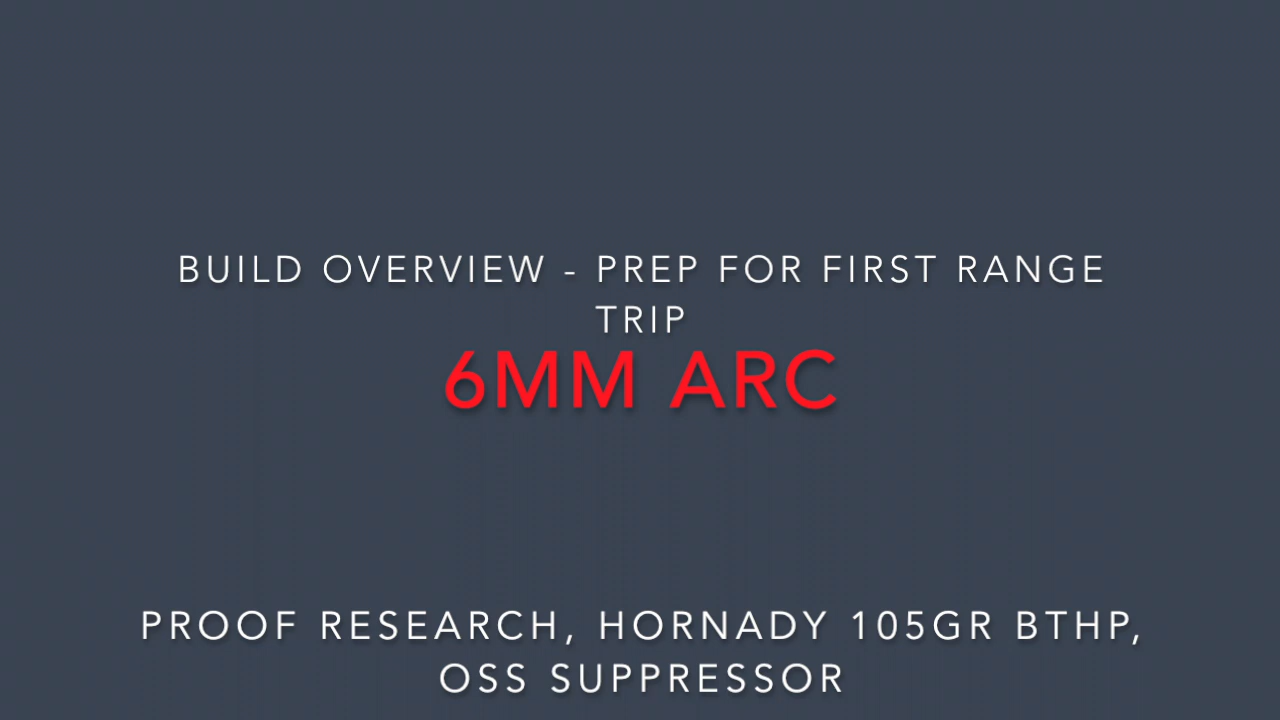 BUILD OVERVIEW - PREP FOR FIRST RANGE
TRIP
6MM ARC
PROOF RESEARCH, HORNADY 105GR BTHP,
OSS SUPPRESSOR